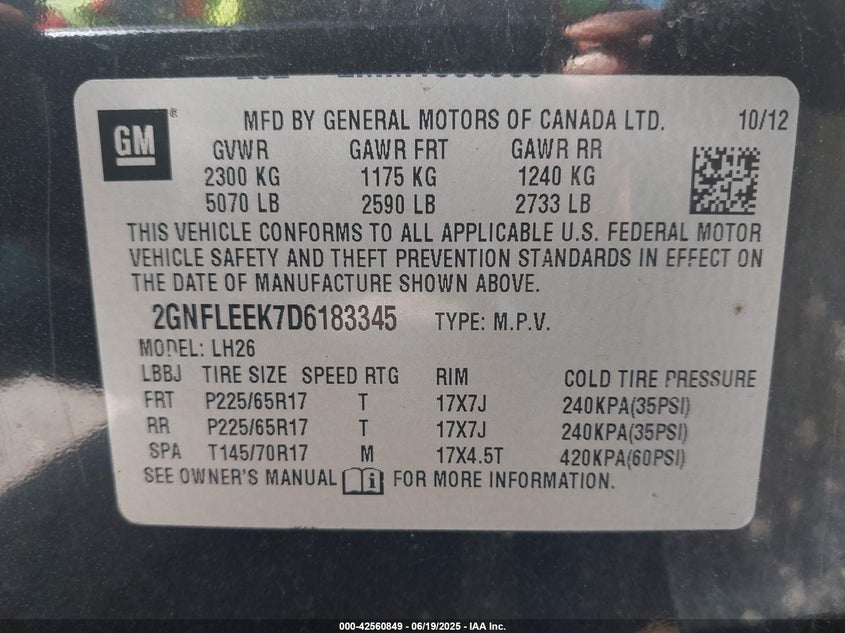 GM
MFD BY GENERAL MOTORS OF CANADA LTD. 10/12
GVWR GAWR FRT GAWR RR
2300 KG 1175 KG 1240 KG
5070 LB 2590 LB 2733 LB
THIS VEHICLE CONFORMS TO ALL APPLICABLE U.S. FEDERAL MOTOR
VEHICLE SAFETY AND THEFT PREVENTION STANDARDS IN EFFECT ON
THE DATE OF MANUFACTURE SHOWN ABOVE.
2GNFLEEK7D6183345 TYPE: M.P.V.
MODEL: LH26
LBBJ TIRE SIZE SPEED RTG RIM COLD TIRE PRESSURE
FRT P225/65R17 T 17X7J 240KPA(35PSI)
RR P225/65R17 T 17X7J 240KPA(35PSI)
SPA T145/70R17 M 17X4.5T 420KPA(60PSI)
SEE OWNER'S MANUAL FOR MORE INFORMATION.
000-42560849 - 06/19/2025 - IAA Inc.